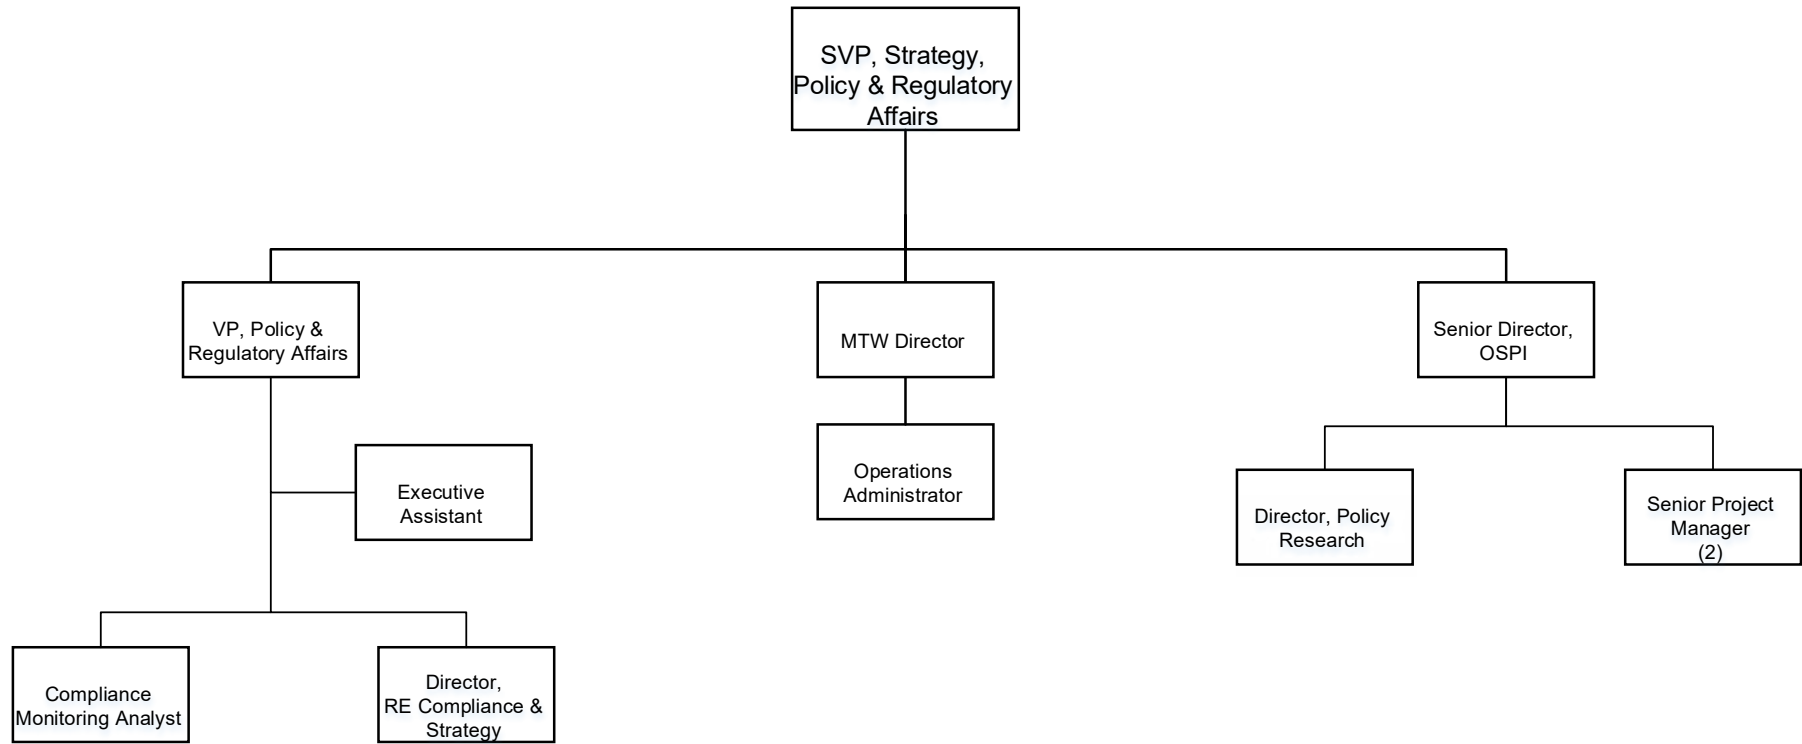 SVP, Strategy,
Policy & Regulatory
Affairs
VP, Policy &
Regulatory Affairs
MTW Director
Senior Director,
OSPI
Executive
Assistant
Operations
Administrator
Director, Policy
Research
Senior Project
Manager
(2)
Compliance
Monitoring Analyst
Director,
RE Compliance &
Strategy